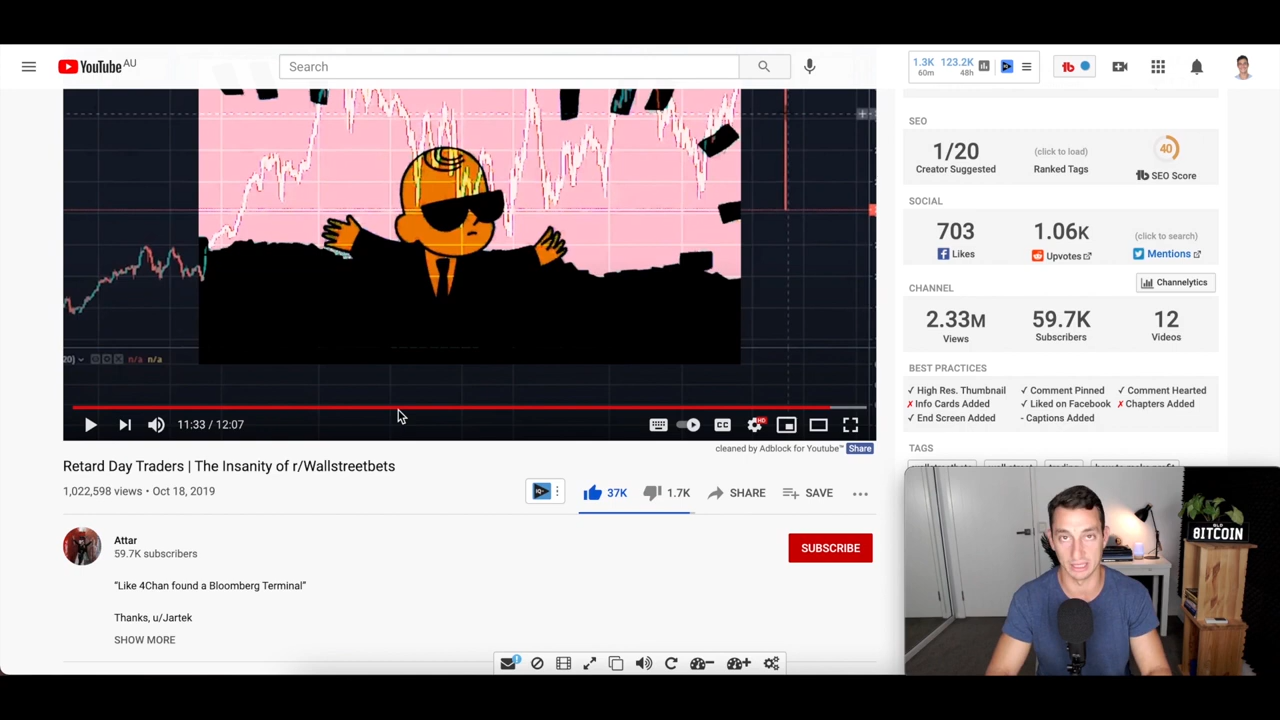 YouTube AU
Search
1.3K 123.2K
60m 48h
20)
n/a n/a
11:33 / 12:07
CC
HD
cleaned by Adblock for Youtube™ Share
Retard Day Traders | The Insanity of r/Wallstreetbets
1,022,598 views • Oct 18, 2019
37K
1.7K
SHARE
SAVE
Attar
59.7K subscribers
SUBSCRIBE
“Like 4Chan found a Bloomberg Terminal”
Thanks, u/Jartek
SHOW MORE
SEO
1/20
Creator Suggested
(click to load)
Ranked Tags
40
tb SEO Score
SOCIAL
703
Likes
1.06K
Upvotes
(click to search)
Mentions
CHANNEL
Channelytics
2.33M
Views
59.7K
Subscribers
12
Videos
BEST PRACTICES
✓ High Res. Thumbnail ✓ Comment Pinned ✓ Comment Hearted
✗ Info Cards Added ✓ Liked on Facebook ✗ Chapters Added
✓ End Screen Added - Captions Added
TAGS
BITCOIN